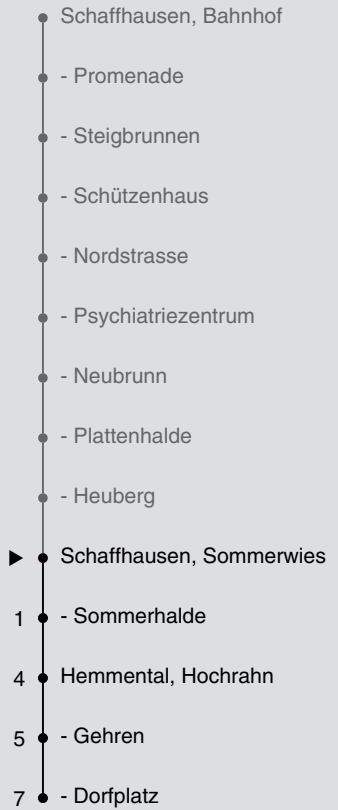 Schaffhausen, Bahnhof
- Promenade
- Steigbrunnen
- Schützenhaus
- Nordstrasse
- Psychiatriezentrum
- Neubrunn
- Plattenhalde
- Heuberg
Schaffhausen, Sommerwies
1 - Sommerhalde
4 Hemmental, Hochrahn
5 - Gehren
7 - Dorfplatz